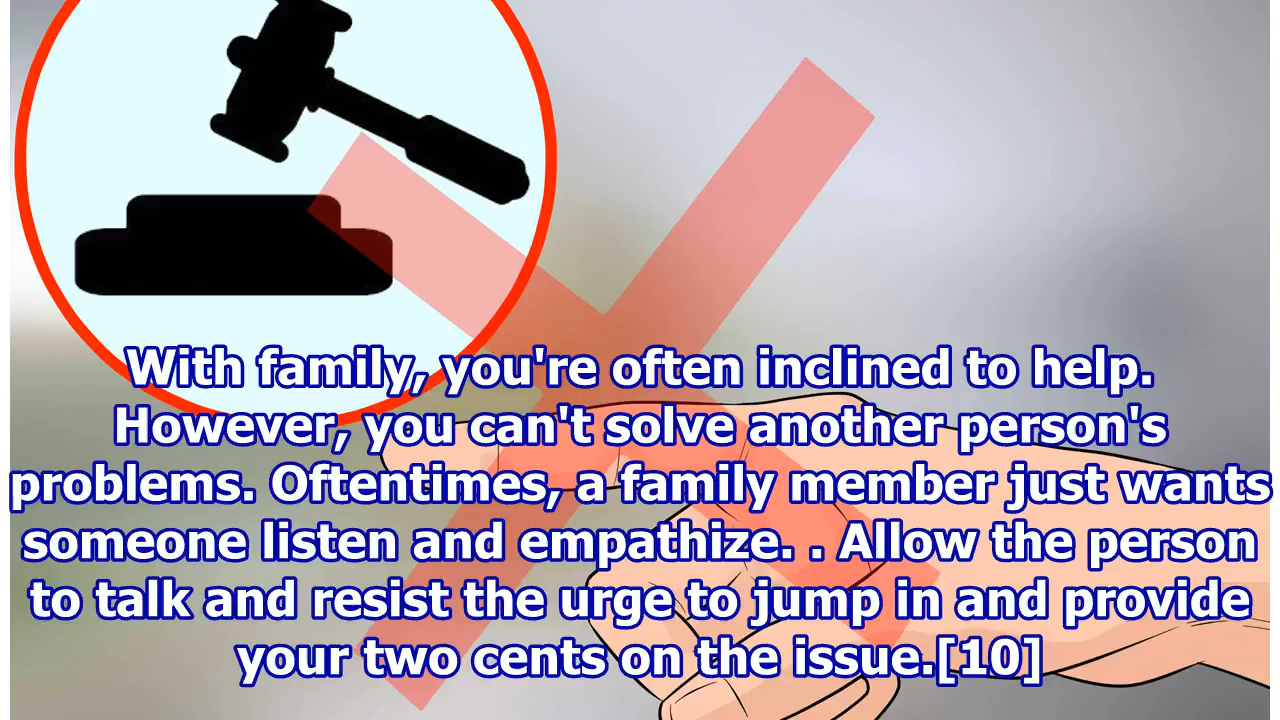 With family, you're often inclined to help.
However, you can't solve another person's
problems. Oftentimes, a family member just wants
someone listen and empathize. . Allow the person
to talk and resist the urge to jump in and provide
your two cents on the issue.[10]